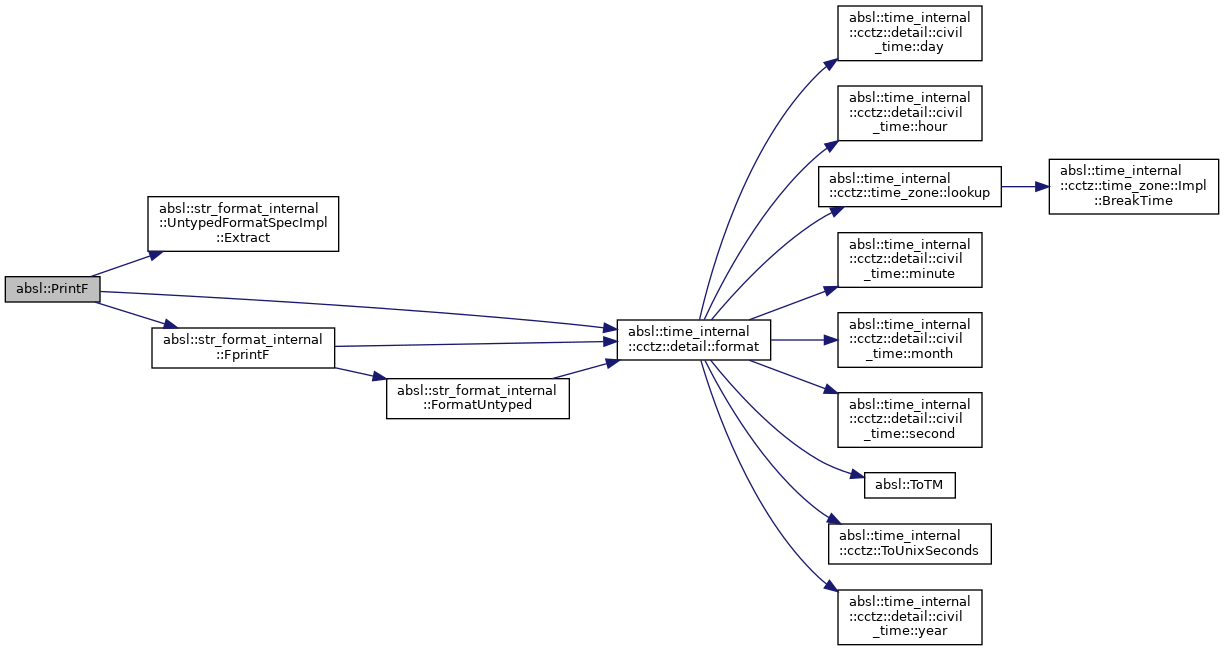 absl::PrintF
absl::str_format_internal
::UntypedFormatSpecImpl
::Extract
absl::str_format_internal
::FprintF
absl::str_format_internal
::FormatUntyped
absl::time_internal
::cctz::detail::format
absl::time_internal
::cctz::detail::civil
_time::day
absl::time_internal
::cctz::detail::civil
_time::hour
absl::time_internal
::cctz::time_zone::lookup
absl::time_internal
::cctz::time_zone::Impl
::BreakTime
absl::time_internal
::cctz::detail::civil
_time::minute
absl::time_internal
::cctz::detail::civil
_time::month
absl::time_internal
::cctz::detail::civil
_time::second
absl::ToTM
absl::time_internal
::cctz::ToUnixSeconds
absl::time_internal
::cctz::detail::civil
_time::year